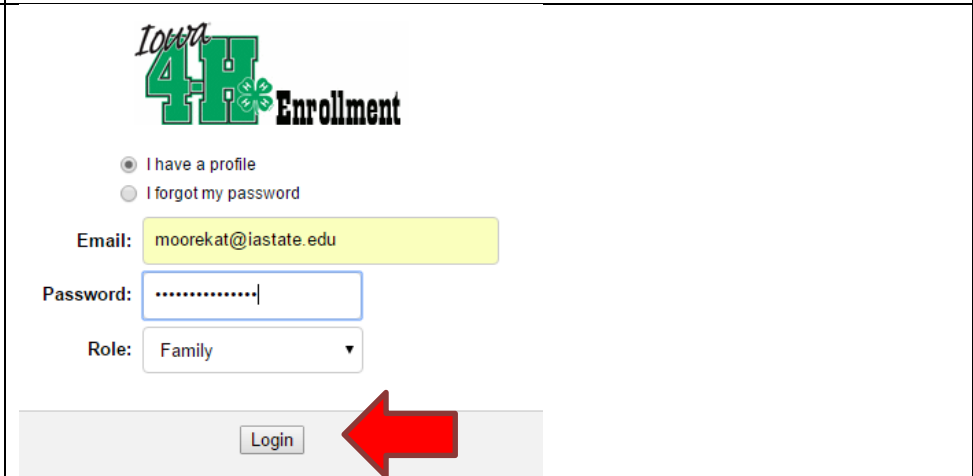 Iowa
4-H Enrollment
I have a profile
I forgot my password
Email: moorekat@iastate.edu
Password: •••••••••••••••
Role: Family
Login